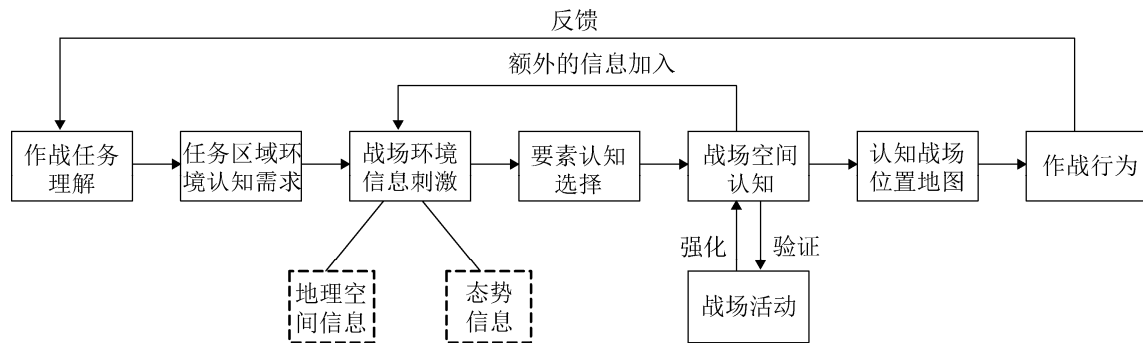 反馈
额外的信息加入
作战任务
理解
任务区域环
境认知需求
战场环境
信息刺激
要素认知
选择
战场空间
认知
认知战场
位置地图
作战行为
强化
验证
地理空
间信息
态势
信息
战场活动